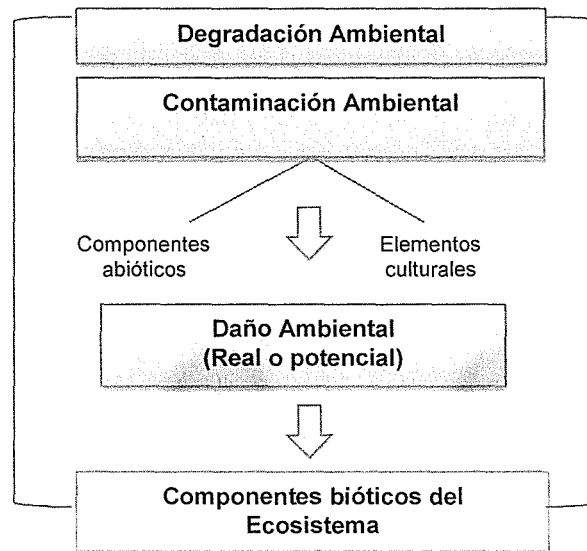 Degradación Ambiental
Contaminación Ambiental
Componentes
abióticos
Elementos
culturales
Daño Ambiental
(Real o potencial)
Componentes bióticos del
Ecosistema